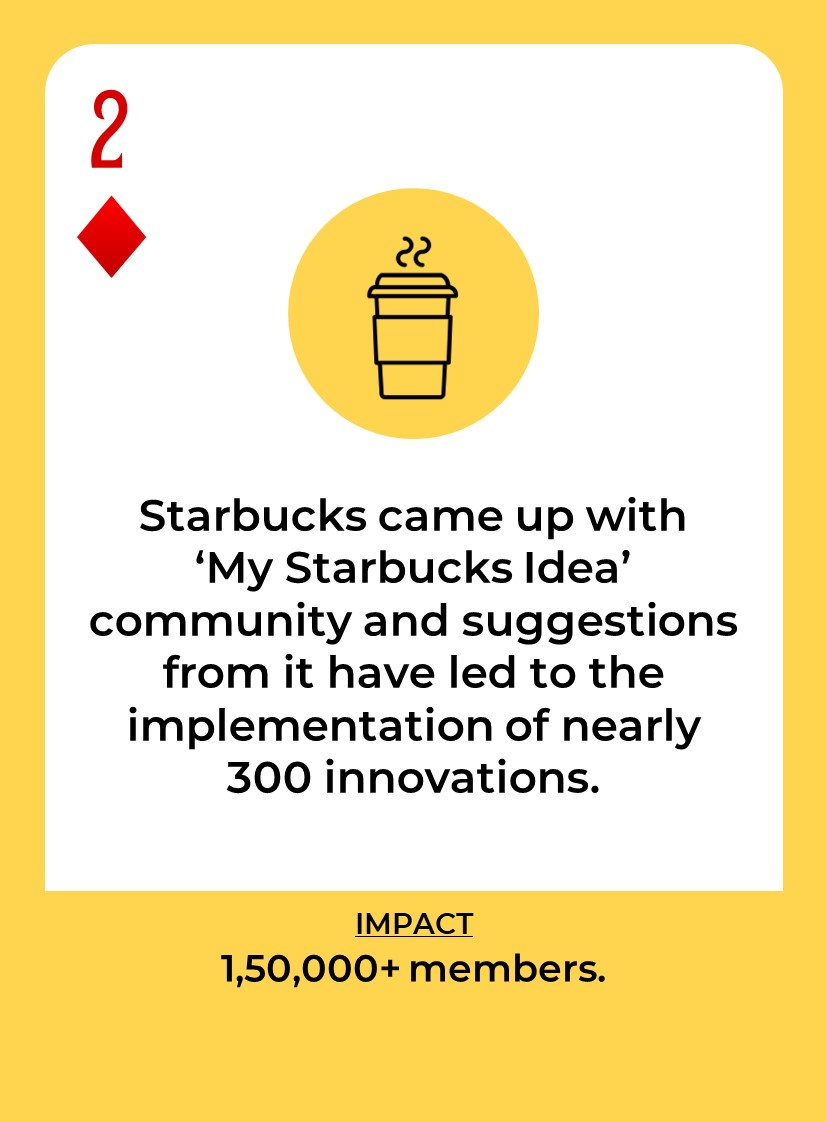 2
Starbucks came up with
‘My Starbucks Idea’
community and suggestions
from it have led to the
implementation of nearly
300 innovations.
IMPACT
1,50,000+ members.